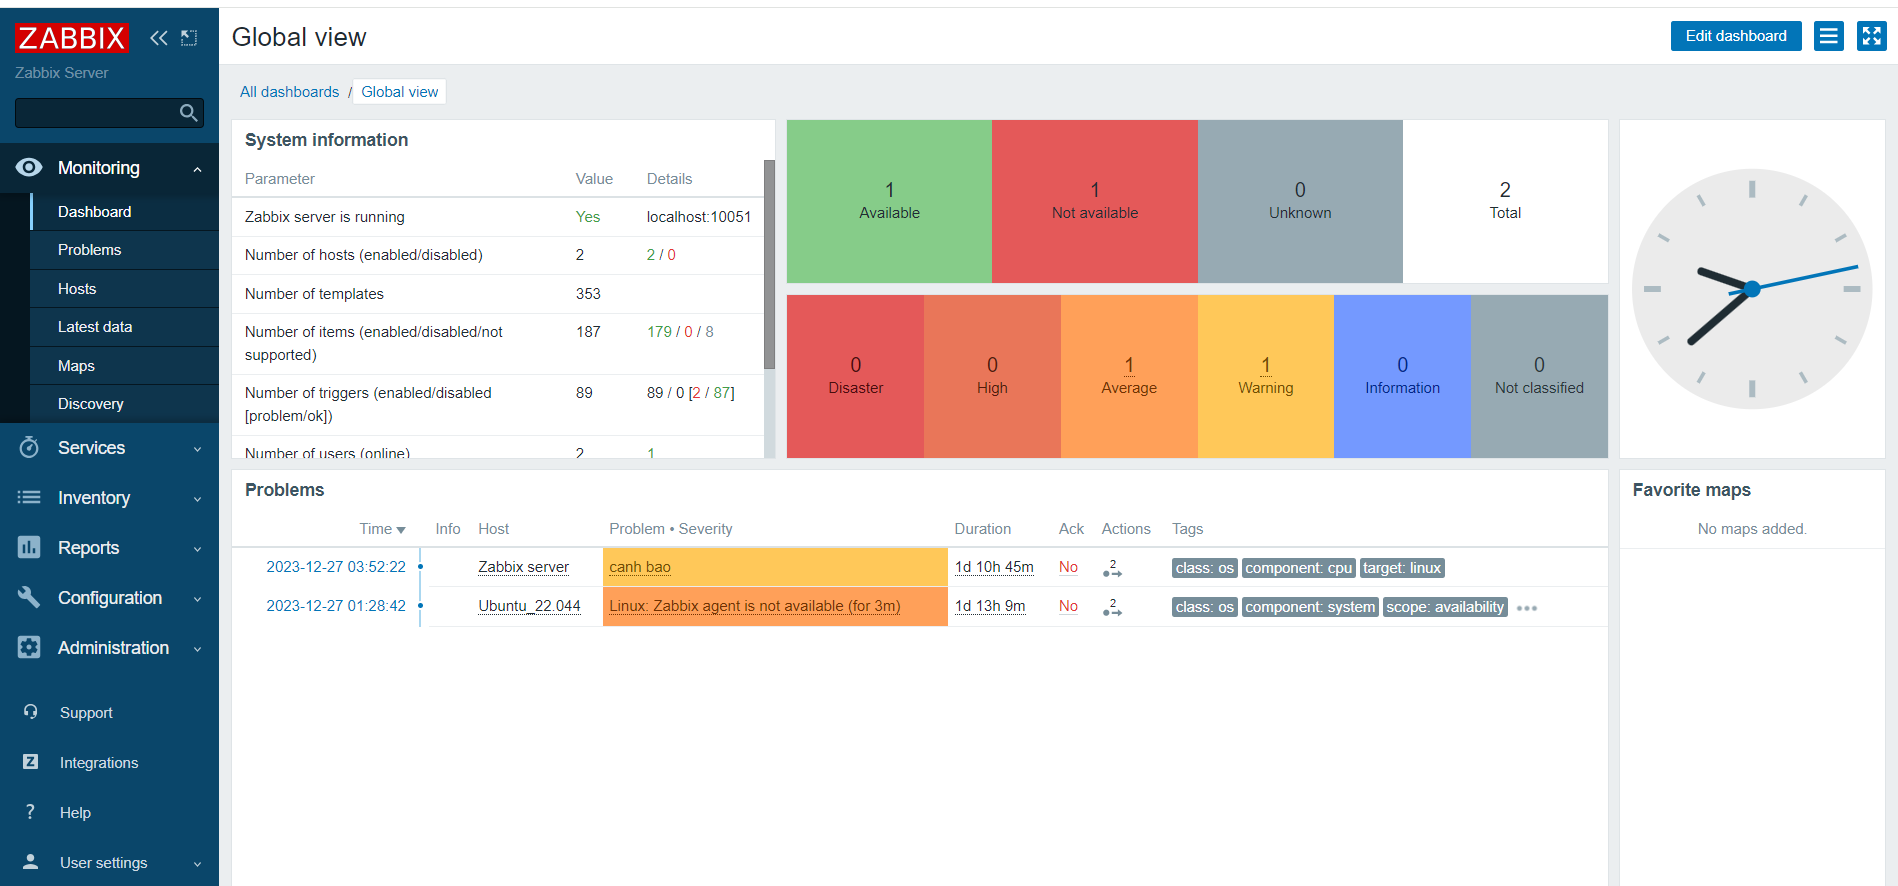 ZABBIX
Zabbix Server
Monitoring
Dashboard
Problems
Hosts
Latest data
Maps
Discovery
Services
Inventory
Reports
Configuration
Administration
Support
Z Integrations
? Help
User settings
Global view
Edit dashboard
All dashboards / Global view
System information
Parameter Value Details
Zabbix server is running Yes localhost:10051
Number of hosts (enabled/disabled) 2 2 / 0
Number of templates 353
Number of items (enabled/disabled/not 187 179 / 0 / 8
supported)
Number of triggers (enabled/disabled 89 89 / 0 [2 / 87]
[problem/ok])
Number of users (online) 2 1
1 1 0 2
Available Not available Unknown Total
0 0 1 1 0 0
Disaster High Average Warning Information Not classified
Problems
Time Info Host Problem • Severity Duration Ack Actions Tags
2023-12-27 03:52:22 Zabbix server canh bao 1d 10h 45m No 2 class: os component: cpu target: linux
2023-12-27 01:28:42 Ubuntu_22.044 Linux: Zabbix agent is not available (for 3m) 1d 13h 9m No 2 class: os component: system scope: availability
Favorite maps
No maps added.